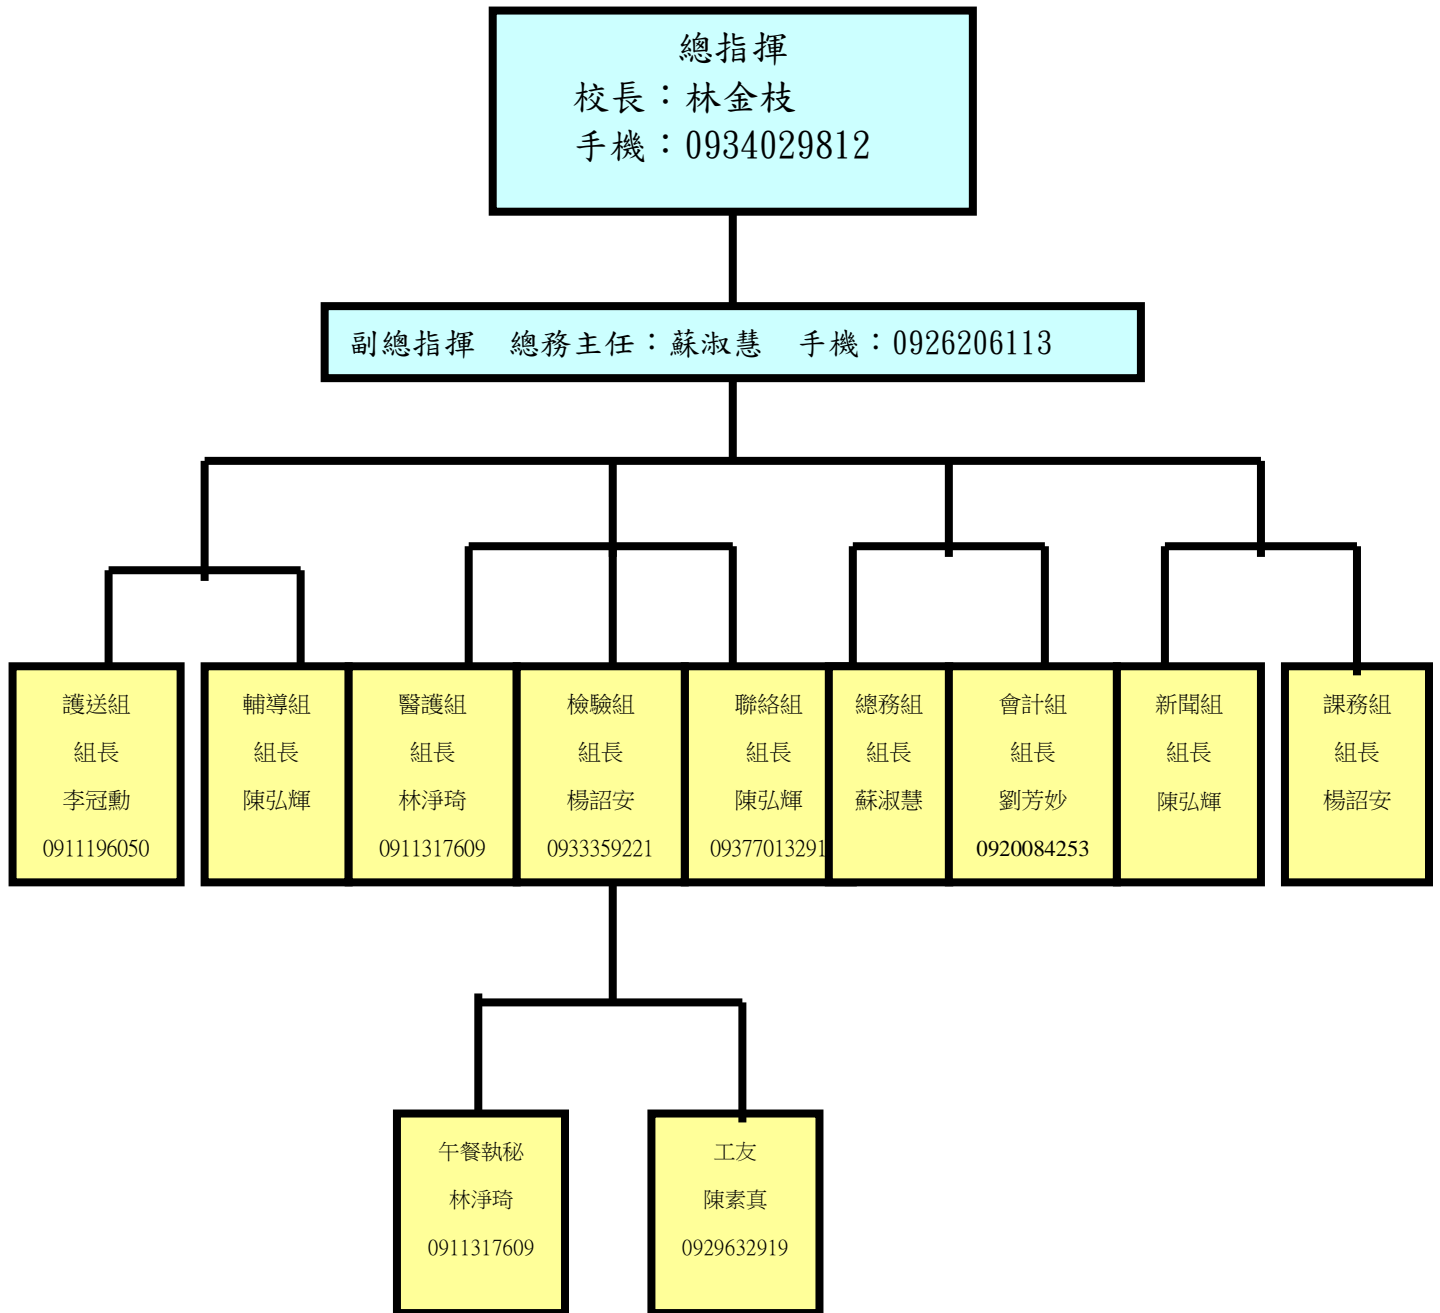 總指揮
校長：林金枝
手機：0934029812
副總指揮　總務主任：蘇淑慧　手機：0926206113
護送組
組長
李冠勳
0911196050
輔導組
組長
陳弘輝
醫護組
組長
林淨琦
0911317609
檢驗組
組長
楊詔安
0933359221
聯絡組
組長
陳弘輝
09377013291
總務組
組長
蘇淑慧
會計組
組長
劉芳妙
0920084253
新聞組
組長
陳弘輝
課務組
組長
楊詔安
午餐執秘
林淨琦
0911317609
工友
陳素真
0929632919